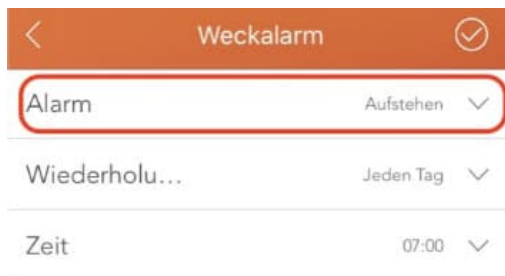 Weckalarm
Alarm Aufstehen
Wiederholu... Jeden Tag
Zeit 07:00